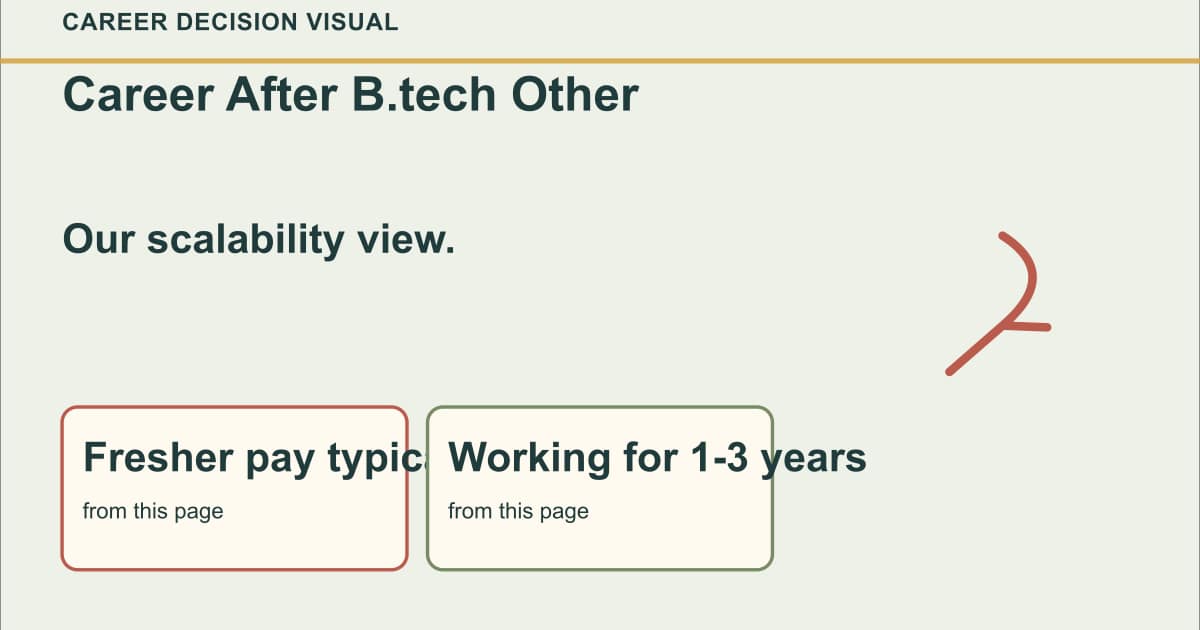 CAREER DECISION VISUAL
Career After B.tech Other
Our scalability view.
Fresher pay
Working for 1-3 years
from this page
from this page